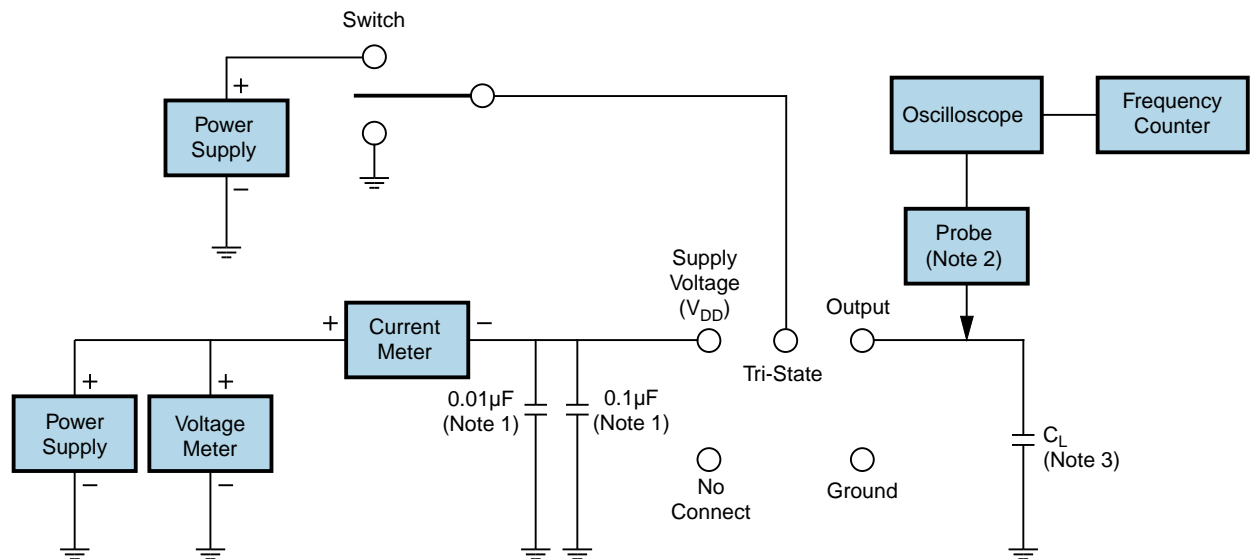 Switch
+
Power
Supply
−
Oscilloscope
Frequency
Counter
Probe
(Note 2)
Supply
Voltage
(VDD)
Output
Tri-State
+
Current
Meter
−
+
Power
Supply
−
+
Voltage
Meter
−
0.01µF
(Note 1)
0.1µF
(Note 1)
No
Connect
Ground
CL
(Note 3)